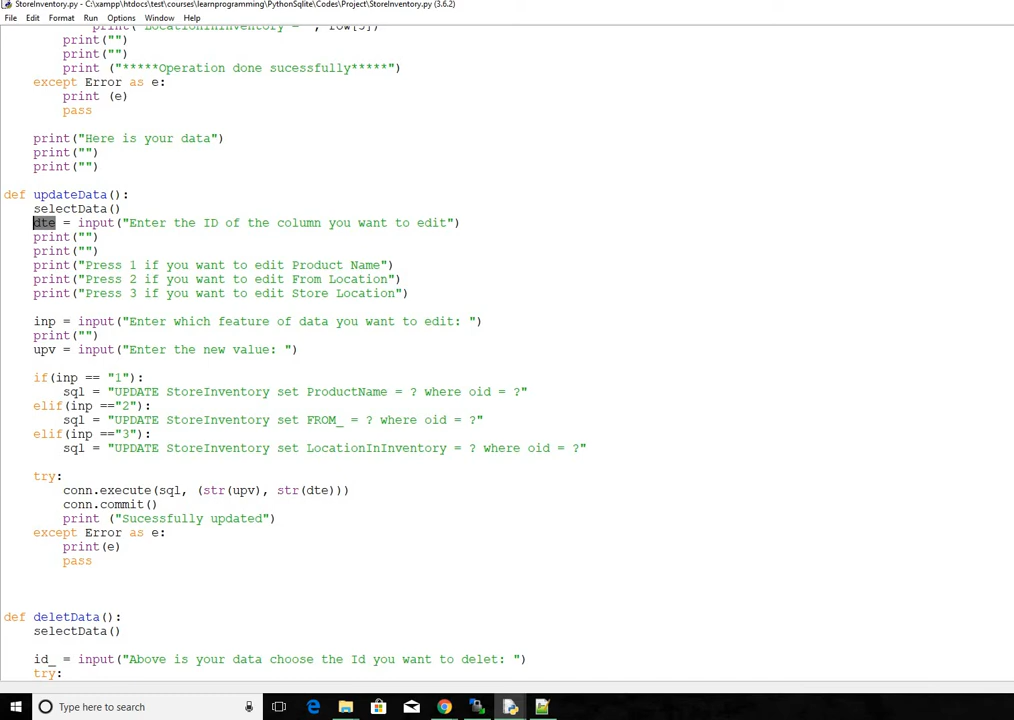 StoreInventory.py - C:\xampp\htdocs\test\courses\learnprogramming\PythonSqlite\Codes\Project\StoreInventory.py (3.6.2)
File Edit Format Run Options Window Help
print("LocationInInventory = ", row[3])
print("")
print("")
print ("*****Operation done sucessfully*****")
except Error as e:
print (e)
pass
print("Here is your data")
print("")
print("")
def updateData():
selectData()
dte = input("Enter the ID of the column you want to edit")
print("")
print("")
print("Press 1 if you want to edit Product Name")
print("Press 2 if you want to edit From Location")
print("Press 3 if you want to edit Store Location")
inp = input("Enter which feature of data you want to edit: ")
print("")
upv = input("Enter the new value: ")
if(inp == "1"):
sql = "UPDATE StoreInventory set ProductName = ? where oid = ?"
elif(inp =="2"):
sql = "UPDATE StoreInventory set FROM_ = ? where oid = ?"
elif(inp =="3"):
sql = "UPDATE StoreInventory set LocationInInventory = ? where oid = ?"
try:
conn.execute(sql, (str(upv), str(dte)))
conn.commit()
print ("Sucessfully updated")
except Error as e:
print(e)
pass
def deletData():
selectData()
id_ = input("Above is your data choose the Id you want to delet: ")
try:
Type here to search